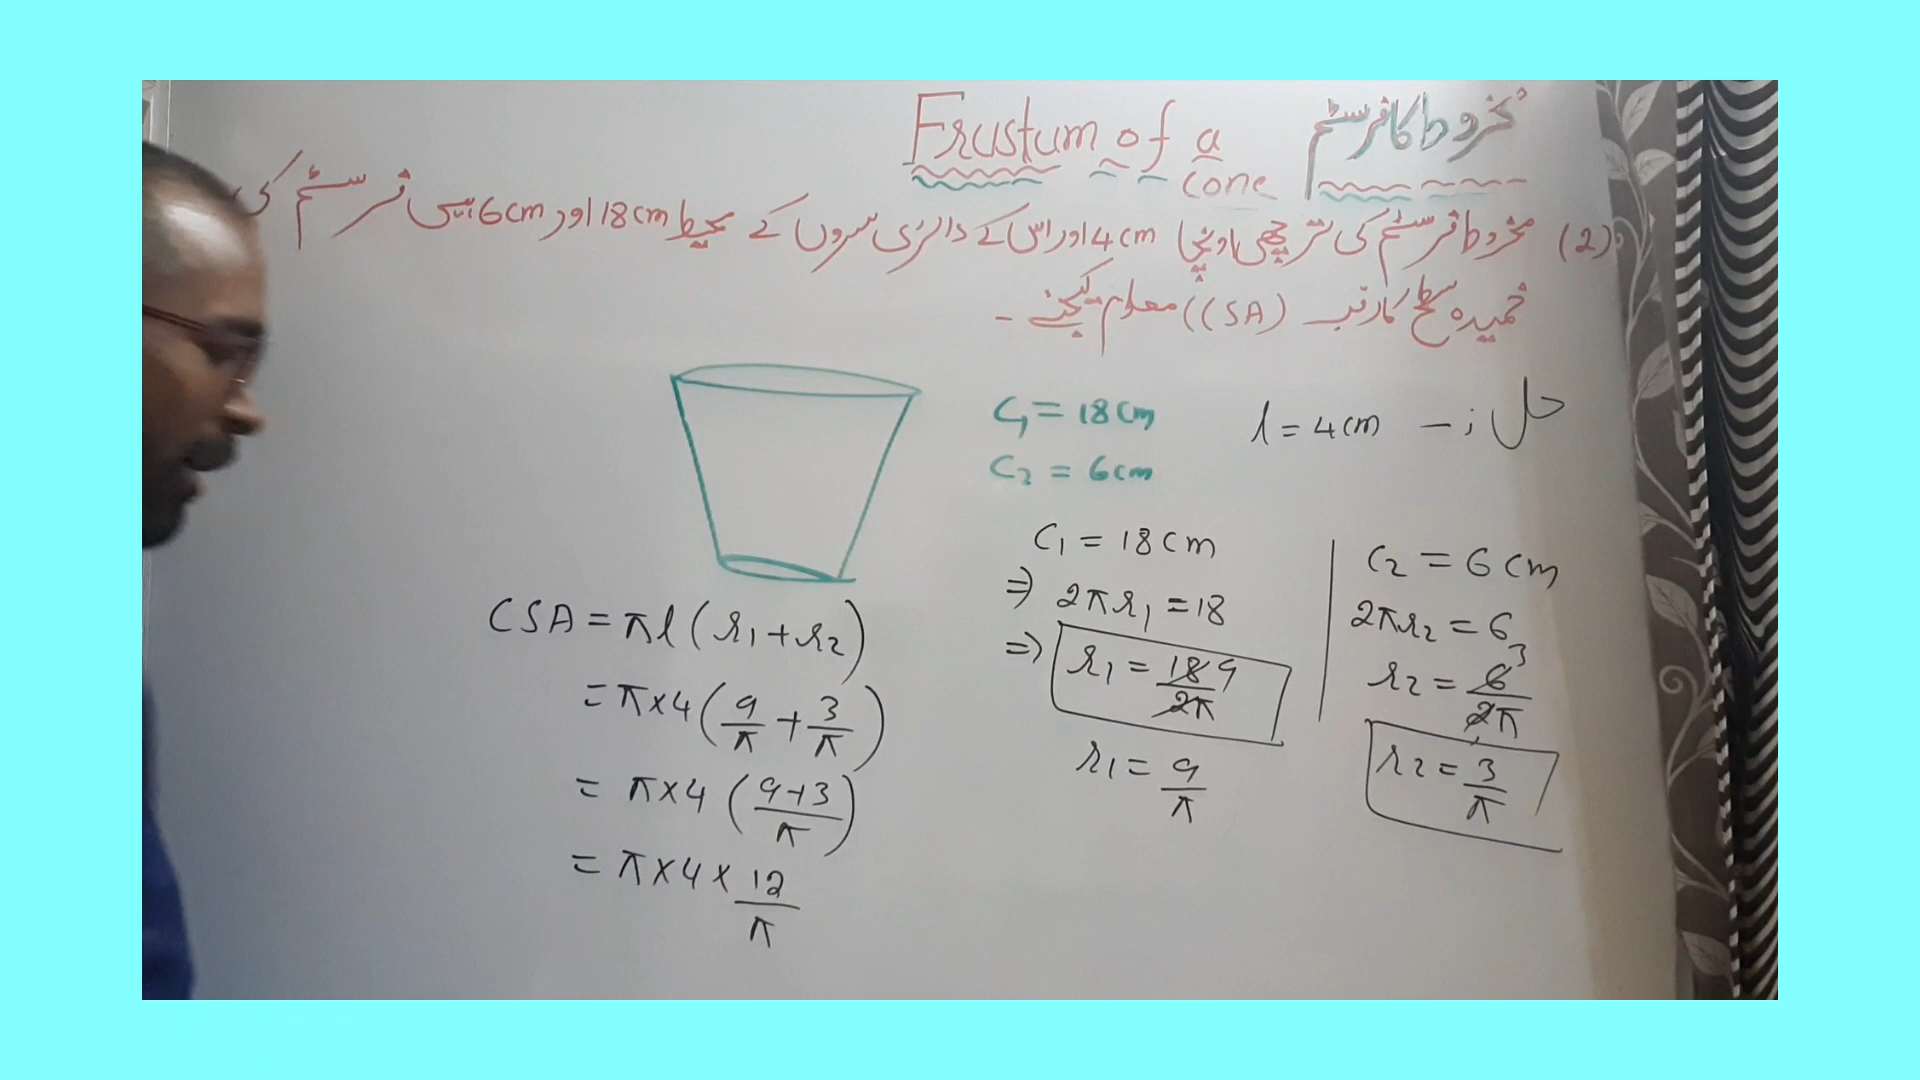 Frustum of a cone مخروط کا فرسٹم
(2) مخروط فرسٹم کی ترچھی اونچا 4cm اور اس کے دائری سروں کے محیط 18cm اور 6cm ہیں فرسٹم کی
خمیدہ سطح کا رقبہ (CSA) معلوم کیجئے -
حل ; - l = 4cm
C₁ = 18cm
C₂ = 6cm
C₁ = 18cm
⇒ 2πr₁ = 18
⇒ r₁ = 18 9 / 2π
r₁ = 9/π
C₂ = 6cm
2πr₂ = 6
r₂ = 6 3 / 2π
r₂ = 3/π
CSA = πl(r₁ + r₂)
= π×4(9/π + 3/π)
= π×4(9+3/π)
= π×4×12/π